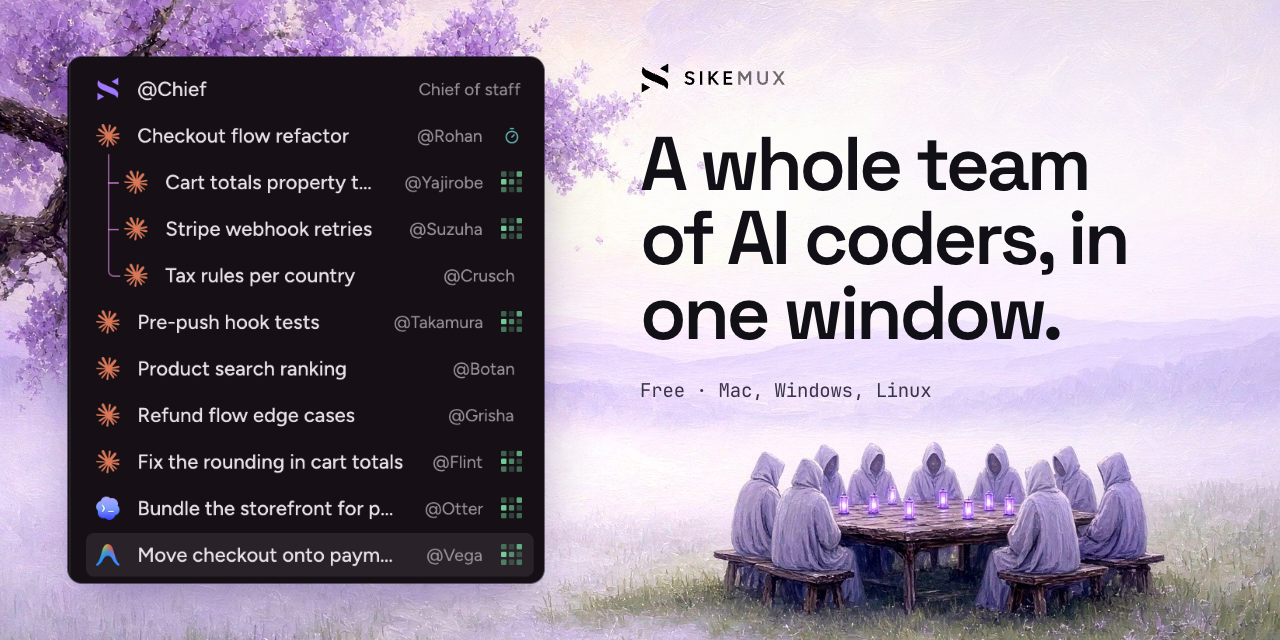 @Chief Chief of staff
Checkout flow refactor @Rohan
Cart totals property t... @Yajirobe
Stripe webhook retries @Suzuha
Tax rules per country @Crusch
Pre-push hook tests @Takamura
Product search ranking @Botan
Refund flow edge cases @Grisha
Fix the rounding in cart totals @Flint
Bundle the storefront for p... @Otter
Move checkout onto paym... @Vega
SIKEMUX
A whole team
of AI coders, in
one window.
Free · Mac, Windows, Linux